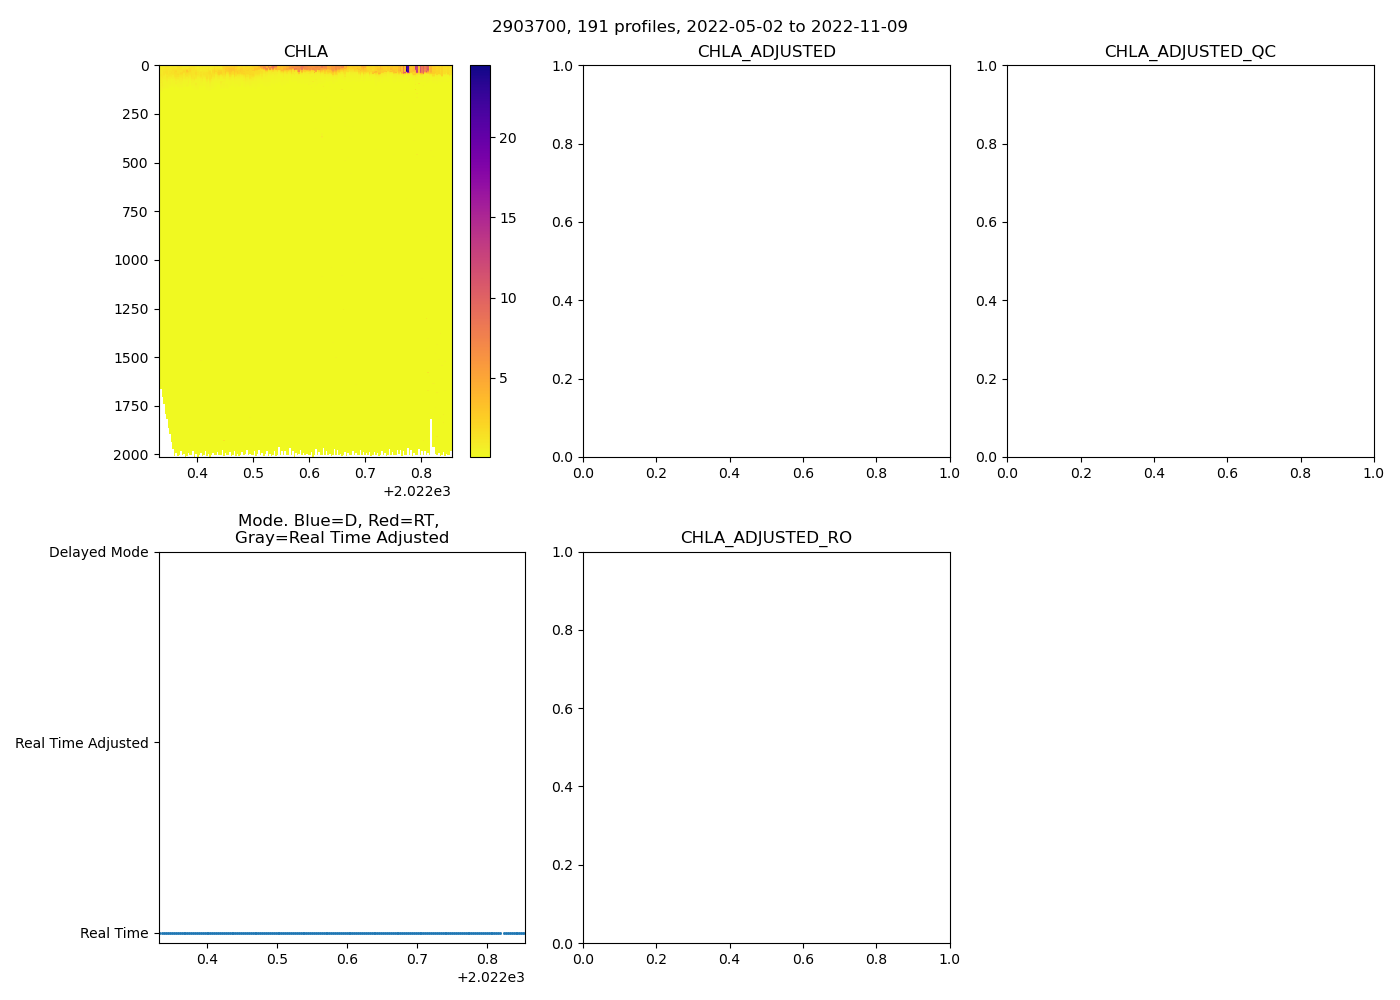 2903700, 191 profiles, 2022-05-02 to 2022-11-09
CHLA
0
250
500
750
1000
1250
1500
1750
2000
0.4 0.5 0.6 0.7 0.8
+2.022e3
20
15
10
5
CHLA_ADJUSTED
1.0
0.8
0.6
0.4
0.2
0.0
0.0 0.2 0.4 0.6 0.8 1.0
CHLA_ADJUSTED_QC
1.0
0.8
0.6
0.4
0.2
0.0
0.0 0.2 0.4 0.6 0.8 1.0
Mode. Blue=D, Red=RT,
Gray=Real Time Adjusted
Delayed Mode
Real Time Adjusted
Real Time
0.4 0.5 0.6 0.7 0.8
+2.022e3
CHLA_ADJUSTED_RO
1.0
0.8
0.6
0.4
0.2
0.0
0.0 0.2 0.4 0.6 0.8 1.0